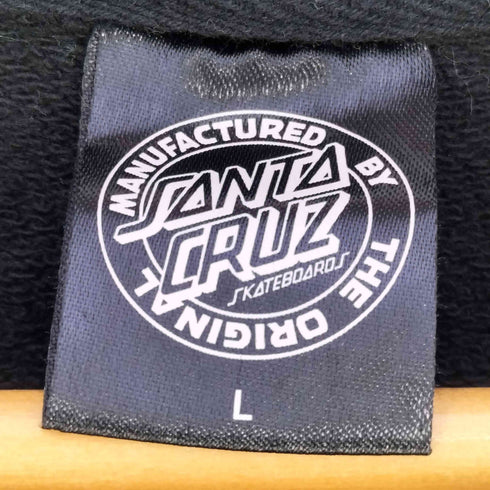 MANUFACTURED BY
SANTA
CRUZ
SKATEBOARDS
THE ORIGINAL
L